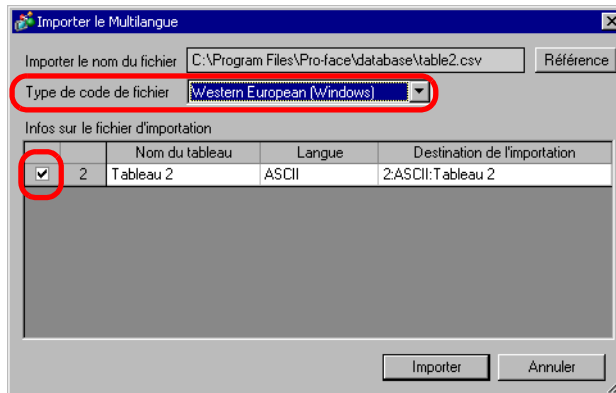 Importer le Multilangue
Importer le nom du fichier C:\Program Files\Pro-face\database\table2.csv Référence
Type de code de fichier Western European (Windows)
Infos sur le fichier d'importation
Nom du tableau Langue Destination de l'importation
2 Tableau 2 ASCII 2:ASCII:Tableau 2
Importer Annuler